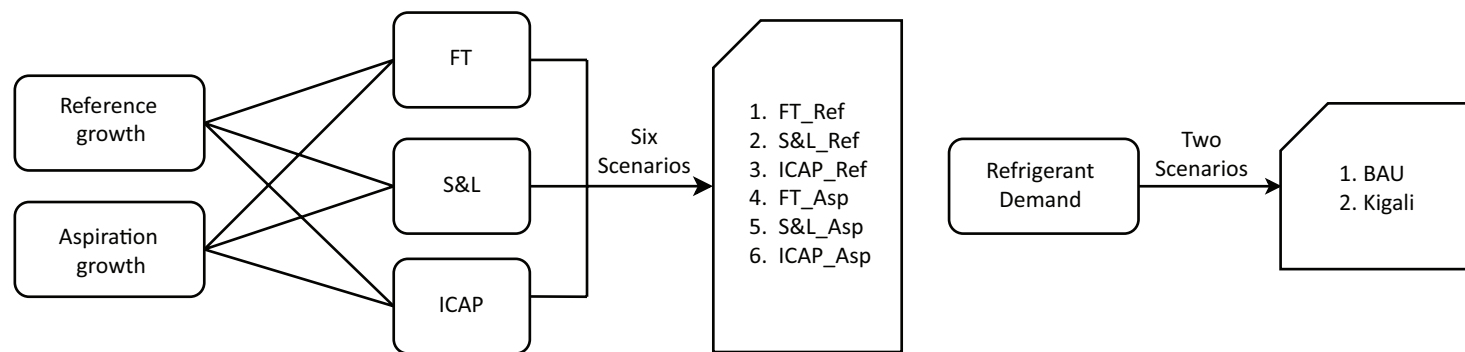 Reference
growth
Aspiration
growth
FT
S&L
ICAP
Six
Scenarios
1. FT_Ref
2. S&L_Ref
3. ICAP_Ref
4. FT_Asp
5. S&L_Asp
6. ICAP_Asp
Refrigerant
Demand
Two
Scenarios
1. BAU
2. Kigali